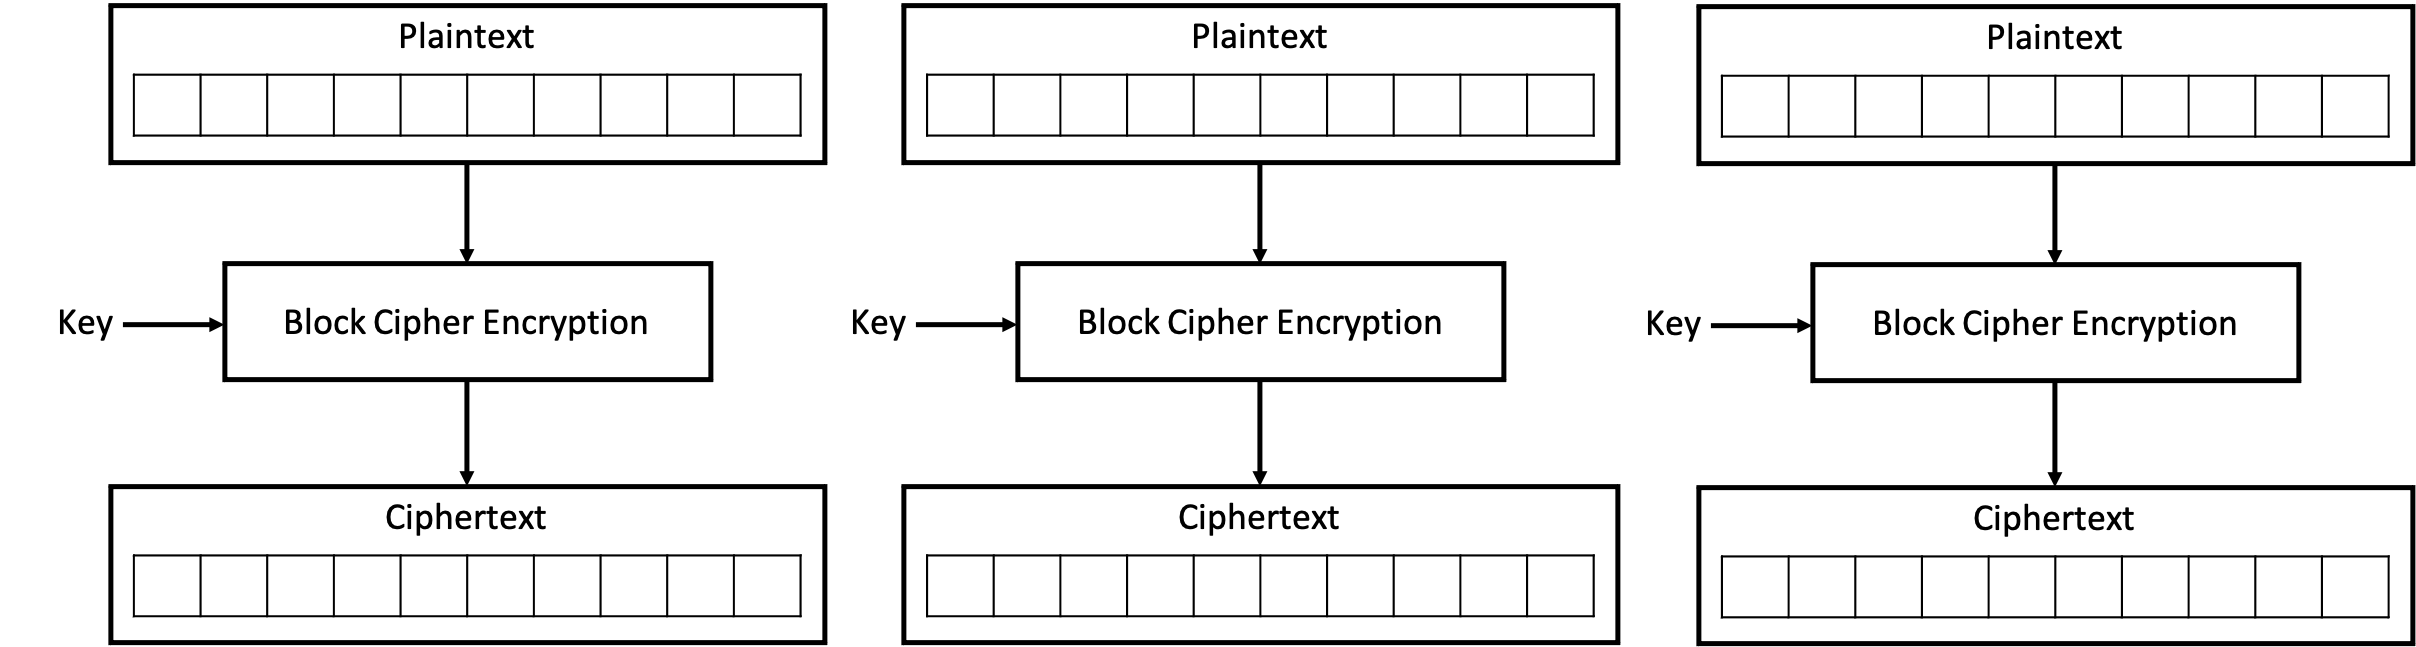 Plaintext
Plaintext
Plaintext
Key
Block Cipher Encryption
Key
Block Cipher Encryption
Key
Block Cipher Encryption
Ciphertext
Ciphertext
Ciphertext